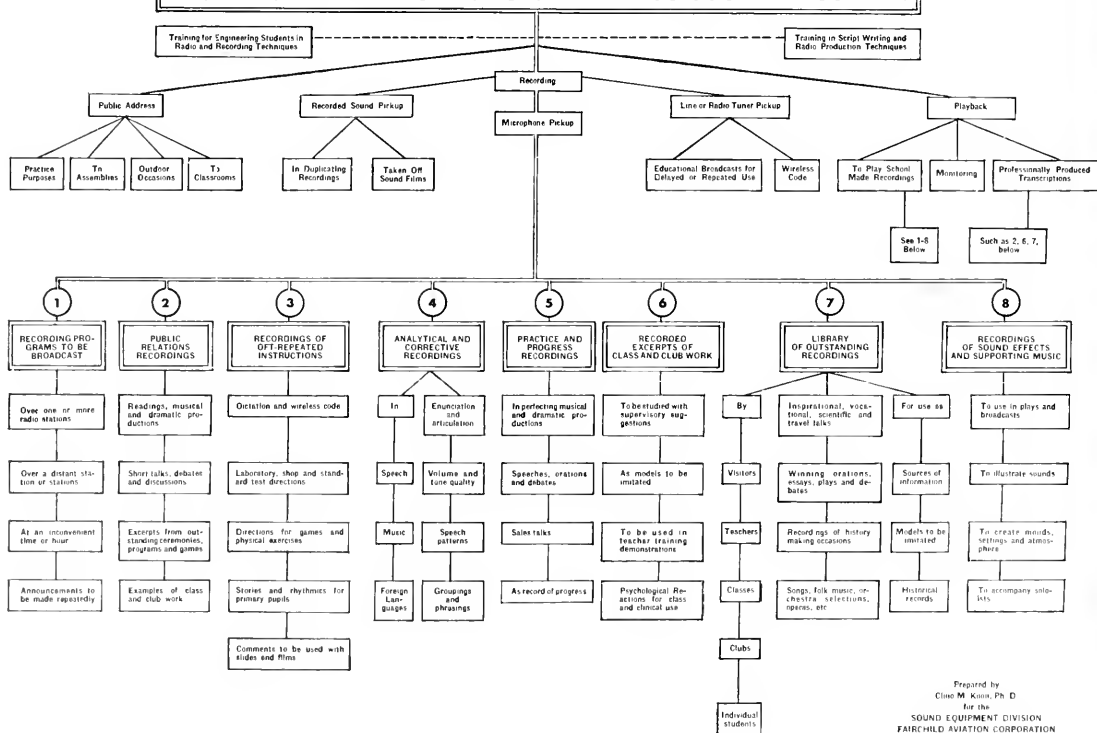 Training for Engineering Students in
Radio and Recording Techniques
Training in Script Writing and
Radio Production Techniques
Recording
Public Address
Recorded Sound Pickup
Microphone Pickup
Line or Radio Tuner Pickup
Playback
Practice
Purposes
To
Assemblies
Outdoor
Occasions
To
Classrooms
In Duplicating
Recordings
Taken Off
Sound Films
Educational Broadcasts for
Delayed or Repeated Use
Wireless
Code
To Play School
Made Recordings
Monitoring
Professionally Produced
Transcriptions
See 1-8
Below
Such as 2, 6, 7,
below
1
2
3
4
5
6
7
8
RECORDING PRO-
GRAMS TO BE
BROADCAST
Over one or more
radio stations
Over a distant sta-
tion or stations
At an inconvenient
time or hour
Announcements to
be made repeatedly
PUBLIC
RELATIONS
RECORDINGS
Readings, musical
and dramatic pro-
ductions
Short talks, debates
and discussions
Excerpts from out-
standing ceremonies,
programs and games
Examples of class
and club work
RECORDINGS OF
OFT-REPEATED
INSTRUCTIONS
Dictation and wireless code
Laboratory, shop and stand-
ard test directions
Directions for games and
physical exercises
Stories and rhythmics for
primary pupils
Comments to be used with
slides and films
ANALYTICAL AND
CORRECTIVE
RECORDINGS
In
Speech
Music
Foreign
Lan-
guages
Enunciation
and
articulation
Volume and
tone quality
Speech
patterns
Groupings
and
phrasings
PRACTICE AND
PROGRESS
RECORDINGS
In perfecting musical
and dramatic pro-
ductions
Speeches, orations
and debates
Sales talks
As record of progress
RECORDED
EXCERPTS OF
CLASS AND CLUB WORK
To be studied with
supervisory sug-
gestions
As models to be
imitated
To be used in
teacher training
demonstrations
Psychological Re-
actions for class
and clinical use
LIBRARY
OF OUTSTANDING
RECORDINGS
By
Visitors
Teachers
Classes
Clubs
Individual
students
Inspirational, voca-
tional, scientific and
travel talks
Winning orations,
essays, plays and de-
bates
Recordings of history
making occasions
Songs, folk music, or-
chestra selections,
operas, etc
For use as
Sources of
information
Models to be
imitated
Historical
records
RECORDINGS
OF SOUND EFFECTS
AND SUPPORTING MUSIC
To use in plays and
broadcasts
To illustrate sounds
To create moods,
settings and atmos-
phere
To accompany solo-
ists
Prepared by
M. Koon, Ph. D
for the
SOUND EQUIPMENT DIVISION
FAIRCHILD AVIATION CORPORATION